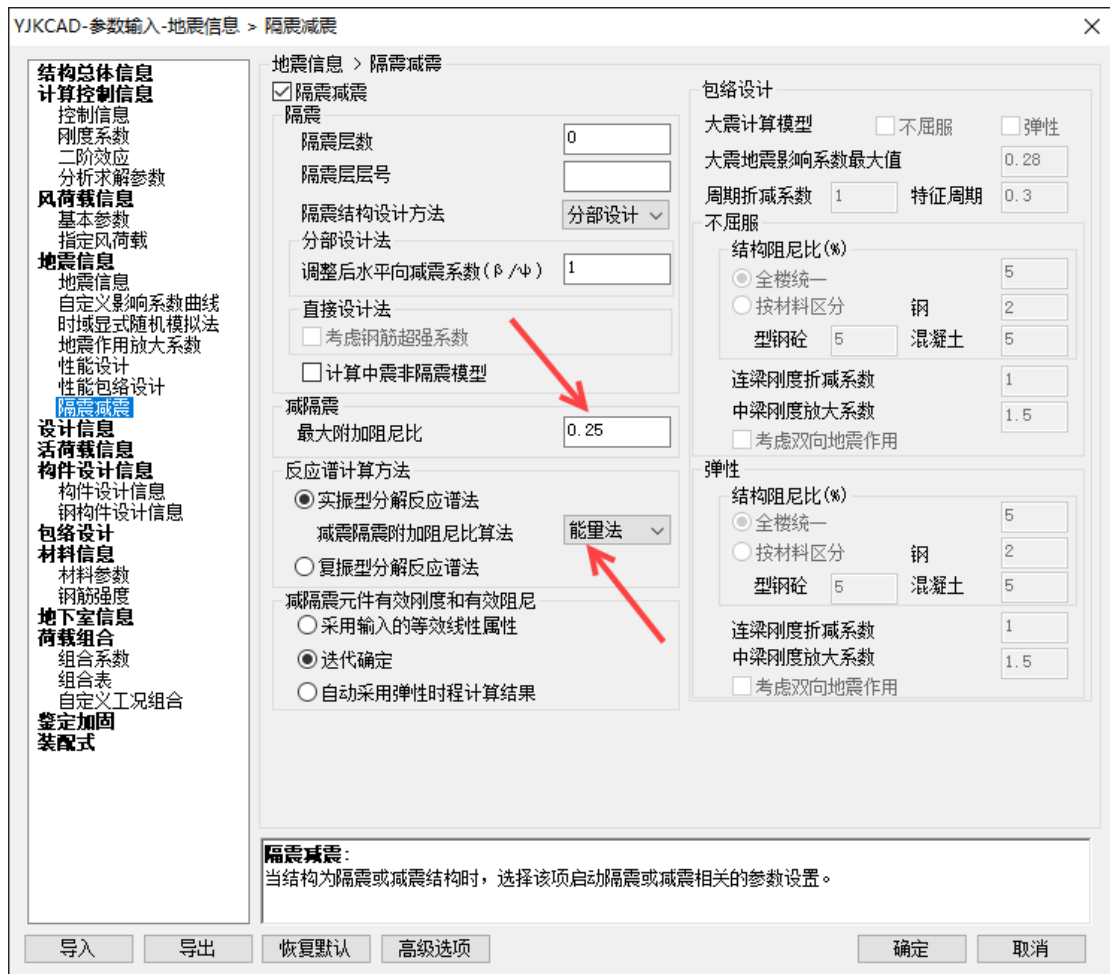 YJKCAD-参数输入-地震信息 > 隔震减震
结构总体信息
计算控制信息
控制信息
刚度系数
二阶效应
分析求解参数
风荷载信息
基本参数
指定风荷载
地震信息
地震信息
自定义影响系数曲线
时域显式随机模拟法
地震作用放大系数
性能设计
性能包络设计
隔震减震
设计信息
活荷载信息
构件设计信息
构件设计信息
钢构件设计信息
包络设计
材料信息
材料参数
钢筋强度
地下室信息
荷载组合
组合系数
组合表
自定义工况组合
鉴定加固
装配式
地震信息 > 隔震减震
隔震减震
隔震
隔震层数 0
隔震层层号
隔震结构设计方法 分部设计
分部设计法
调整后水平向减震系数(β/ψ) 1
直接设计法
考虑钢筋超强系数
计算中震非隔震模型
减隔震
最大附加阻尼比 0.25
反应谱计算方法
实振型分解反应谱法
减震隔震附加阻尼比算法 能量法
复振型分解反应谱法
减隔震元件有效刚度和有效阻尼
采用输入的等效线性属性
迭代确定
自动采用弹性时程计算结果
包络设计
大震计算模型 不屈服 弹性
大震地震影响系数最大值 0.28
周期折减系数 1 特征周期 0.3
不屈服
结构阻尼比(%)
全楼统一 5
按材料区分 钢 2
型钢砼 5 混凝土 5
连梁刚度折减系数 1
中梁刚度放大系数 1.5
考虑双向地震作用
弹性
结构阻尼比(%)
全楼统一 5
按材料区分 钢 2
型钢砼 5 混凝土 5
连梁刚度折减系数 1
中梁刚度放大系数 1.5
考虑双向地震作用
隔震减震:
当结构为隔震或减震结构时，选择该项启动隔震或减震相关的参数设置。
导入 导出 恢复默认 高级选项 确定 取消